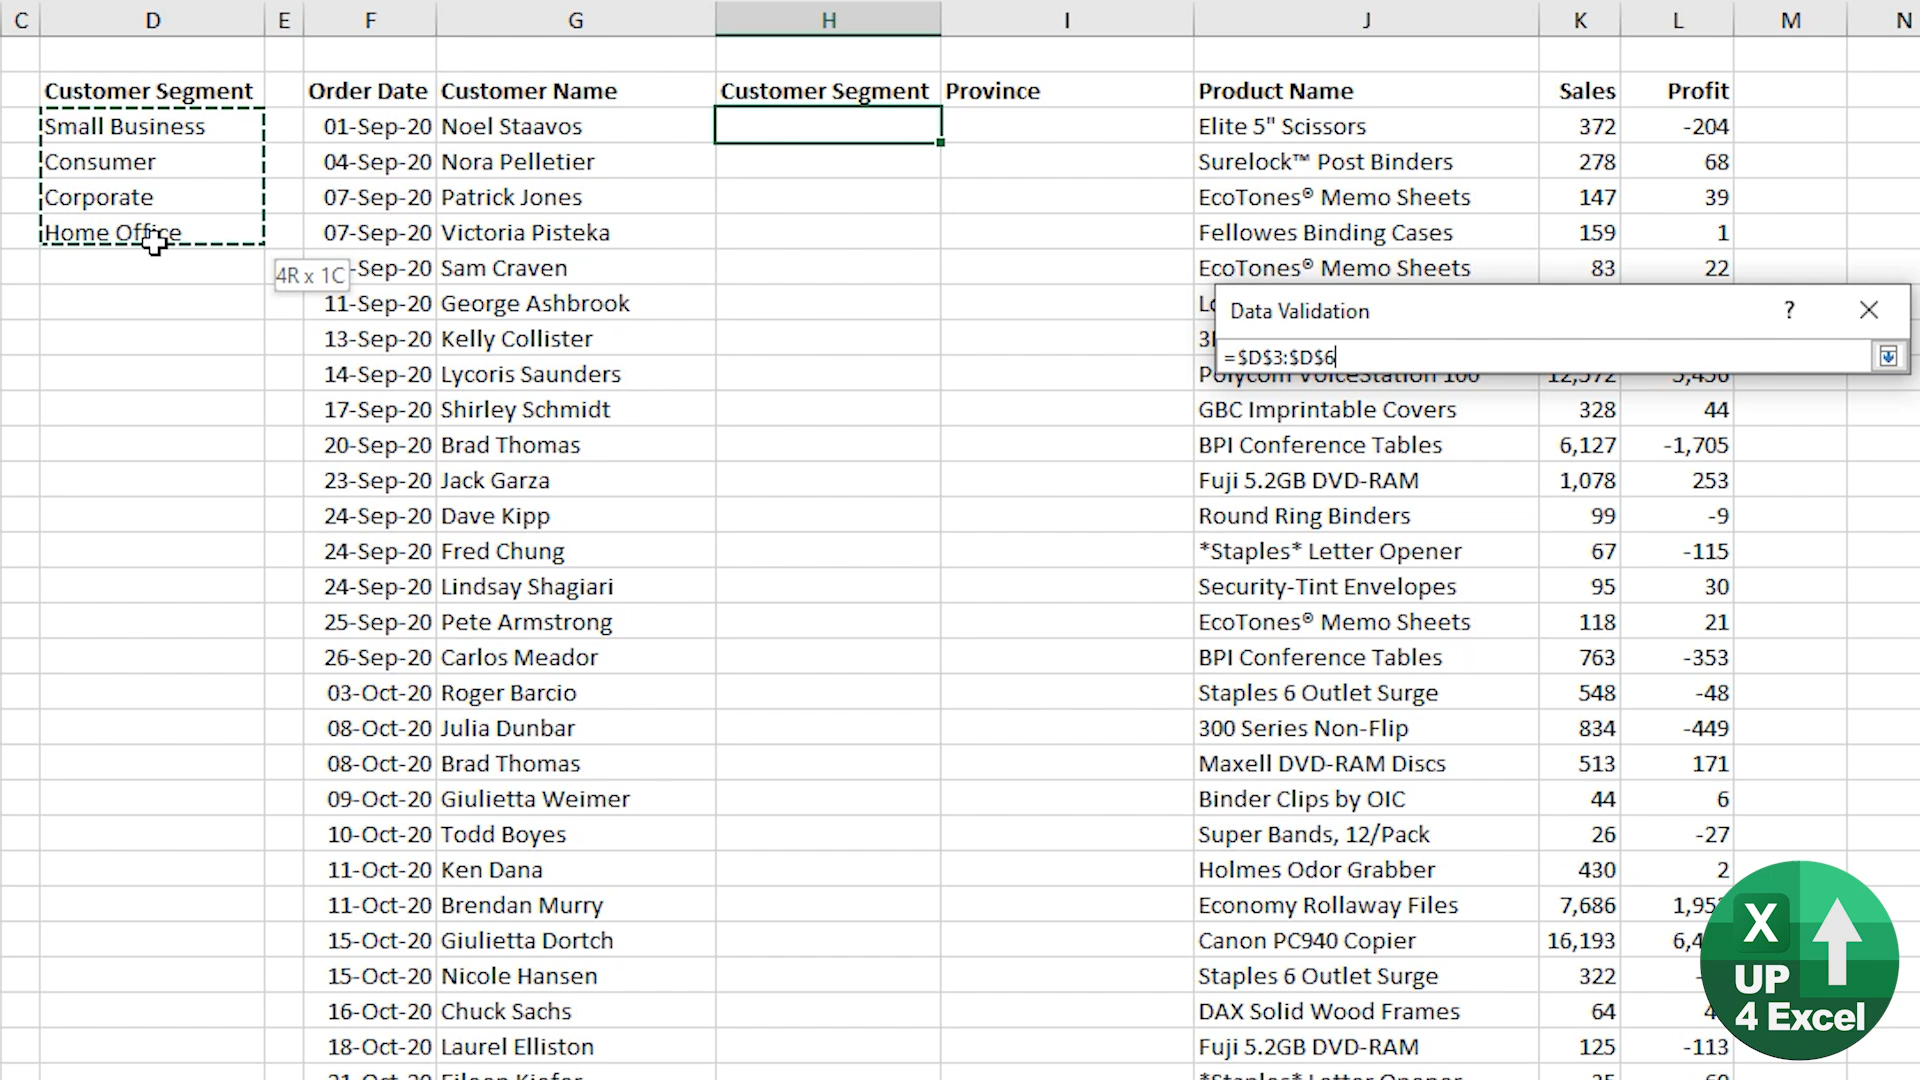 C D E F G H I J K L M N
Customer Segment Order Date Customer Name Customer Segment Province Product Name Sales Profit
Small Business 01-Sep-20 Noel Staavos Elite 5" Scissors 372 -204
Consumer 04-Sep-20 Nora Pelletier Surelock™ Post Binders 278 68
Corporate 07-Sep-20 Patrick Jones EcoTones® Memo Sheets 147 39
Home Office 07-Sep-20 Victoria Pisteka Fellowes Binding Cases 159 1
4R x 1C -Sep-20 Sam Craven EcoTones® Memo Sheets 83 22
11-Sep-20 George Ashbrook
Data Validation ?
13-Sep-20 Kelly Collister
=$D$3:$D$6
14-Sep-20 Lycoris Saunders Polycom VoiceStation 100 12,572
17-Sep-20 Shirley Schmidt GBC Imprintable Covers 328 44
20-Sep-20 Brad Thomas BPI Conference Tables 6,127 -1,705
23-Sep-20 Jack Garza Fuji 5.2GB DVD-RAM 1,078 253
24-Sep-20 Dave Kipp Round Ring Binders 99 -9
24-Sep-20 Fred Chung *Staples* Letter Opener 67 -115
24-Sep-20 Lindsay Shagiari Security-Tint Envelopes 95 30
25-Sep-20 Pete Armstrong EcoTones® Memo Sheets 118 21
26-Sep-20 Carlos Meador BPI Conference Tables 763 -353
03-Oct-20 Roger Barcio Staples 6 Outlet Surge 548 -48
08-Oct-20 Julia Dunbar 300 Series Non-Flip 834 -449
08-Oct-20 Brad Thomas Maxell DVD-RAM Discs 513 171
09-Oct-20 Giulietta Weimer Binder Clips by OIC 44 6
10-Oct-20 Todd Boyes Super Bands, 12/Pack 26 -27
11-Oct-20 Ken Dana Holmes Odor Grabber 430 2
11-Oct-20 Brendan Murry Economy Rollaway Files 7,686 1,95
15-Oct-20 Giulietta Dortch Canon PC940 Copier 16,193 6,4
15-Oct-20 Nicole Hansen Staples 6 Outlet Surge 322
16-Oct-20 Chuck Sachs DAX Solid Wood Frames 64 4
18-Oct-20 Laurel Elliston Fuji 5.2GB DVD-RAM 125 -113
X
UP
4 Excel